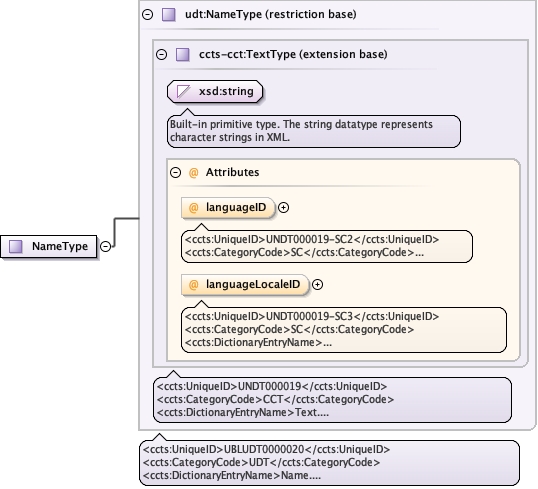 udt:NameType (restriction base)
ccts-cct:TextType (extension base)
xsd:string
Built-in primitive type. The string datatype represents
character strings in XML.
@ Attributes
@ languageID
<ccts:UniqueID>UNDT000019-SC2</ccts:UniqueID>
<ccts:CategoryCode>SC</ccts:CategoryCode>...
NameType
@ languageLocaleID
<ccts:UniqueID>UNDT000019-SC3</ccts:UniqueID>
<ccts:CategoryCode>SC</ccts:CategoryCode>
<ccts:DictionaryEntryName>...
<ccts:UniqueID>UNDT000019</ccts:UniqueID>
<ccts:CategoryCode>CCT</ccts:CategoryCode>
<ccts:DictionaryEntryName>Text....
<ccts:UniqueID>UBLUDT0000020</ccts:UniqueID>
<ccts:CategoryCode>UDT</ccts:CategoryCode>
<ccts:DictionaryEntryName>Name....